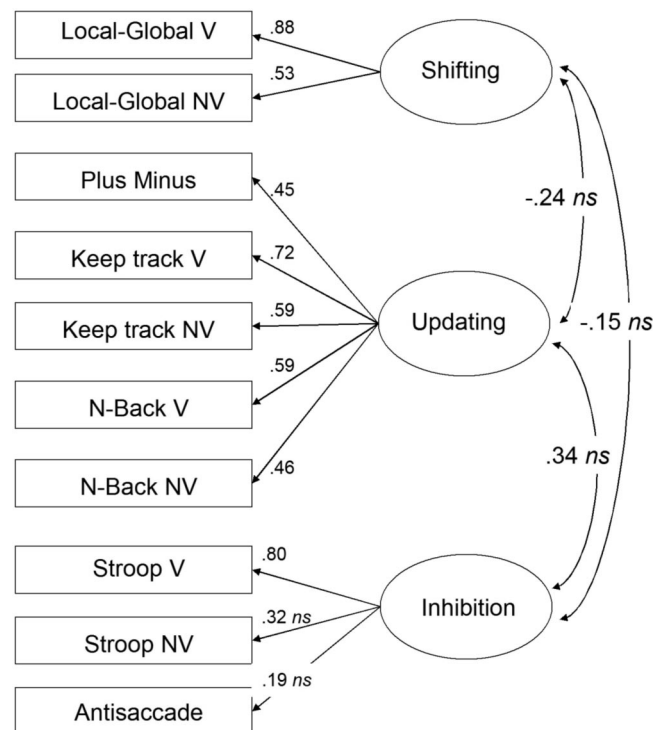 Local-Global V
.88
Shifting
.53
Local-Global NV
Plus Minus
.45
-.24 ns
Keep track V
.72
Keep track NV
.59
Updating
-.15 ns
.59
N-Back V
.46
N-Back NV
.34 ns
Stroop V
.80
Inhibition
.32 ns
Stroop NV
.19 ns
Antisaccade